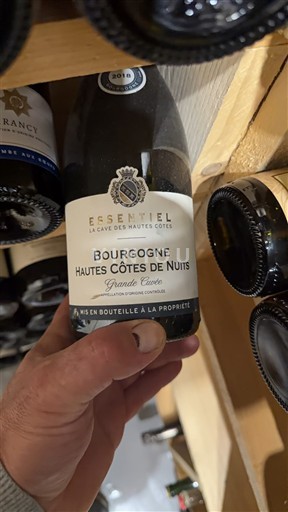 2018
ESSENTIEL
LA CAVE DES HAUTES CÔTES
BOURGOGNE
HAUTES CÔTES DE NUITS
Grande Cuvée
APPELLATION D'ORIGINE CONTRÔLÉE
MIS EN BOUTEILLE À LA PROPRIÉTÉ
RANCY